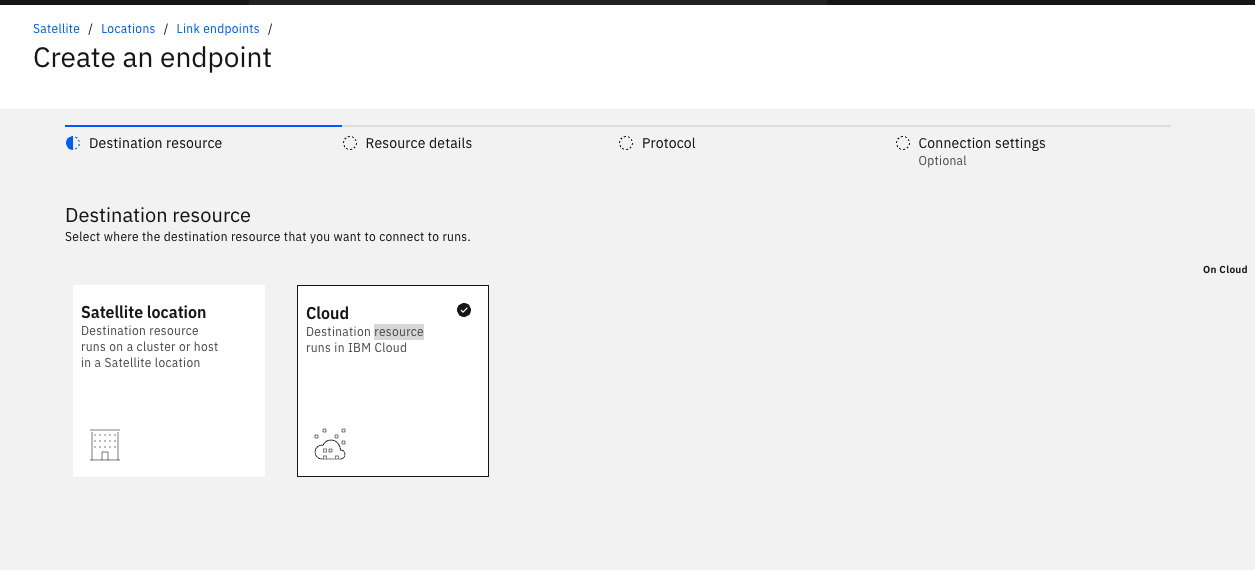 Satellite / Locations / Link endpoints /
Create an endpoint
Destination resource
Resource details
Protocol
Connection settings
Optional
Destination resource
Select where the destination resource that you want to connect to runs.
On Cloud
Satellite location
Destination resource
runs on a cluster or host
in a Satellite location
Cloud
Destination resource
runs in IBM Cloud